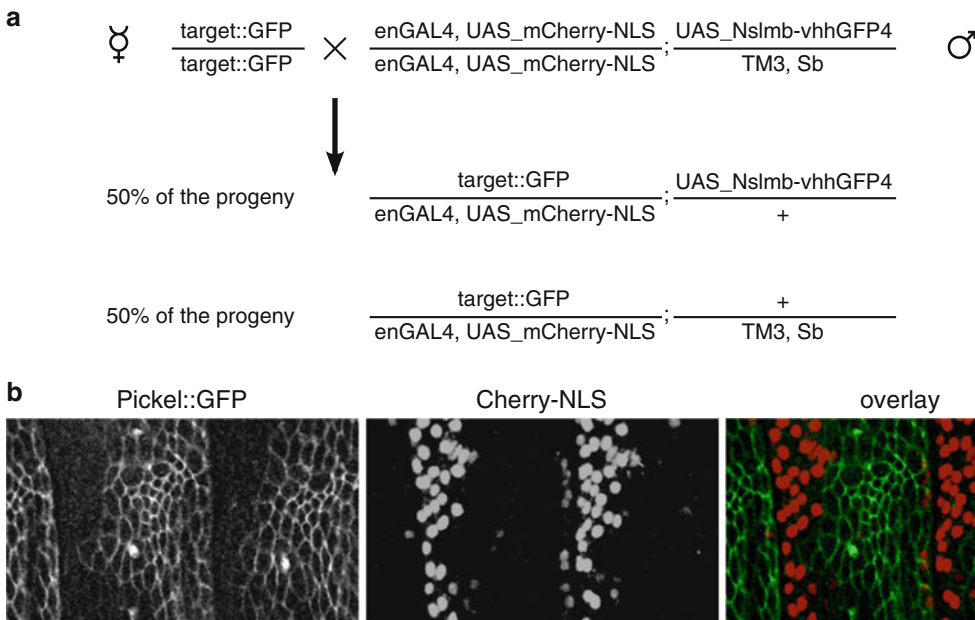 a
target::GFP
target::GFP
enGAL4, UAS_mCherry-NLS
enGAL4, UAS_mCherry-NLS
;
UAS_Nslmb-vhhGFP4
TM3, Sb
50% of the progeny
target::GFP
enGAL4, UAS_mCherry-NLS
;
UAS_Nslmb-vhhGFP4
+
50% of the progeny
target::GFP
enGAL4, UAS_mCherry-NLS
;
+
TM3, Sb
b
Pickel::GFP
Cherry-NLS
overlay